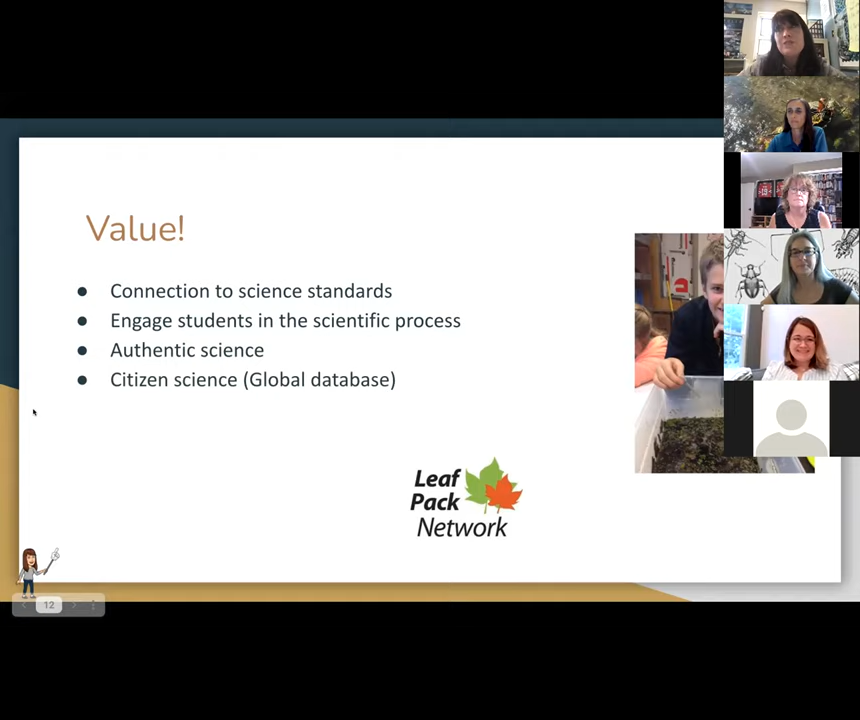 Value!
● Connection to science standards
● Engage students in the scientific process
● Authentic science
● Citizen science (Global database)
Leaf
Pack
Network
12